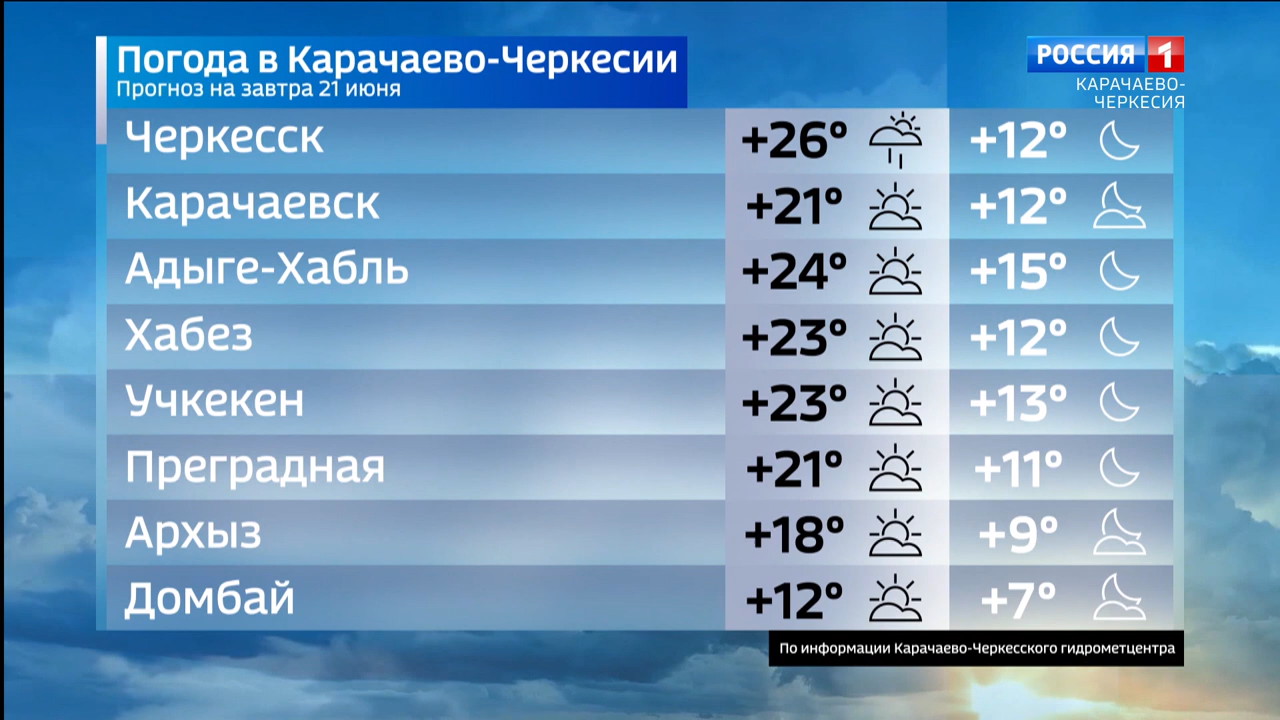 Погода в Карачаево-Черкесии
Прогноз на завтра 21 июня
РОССИЯ 1
КАРАЧАЕВО-
ЧЕРКЕСИЯ
Черкесск +26° +12°
Карачаевск +21° +12°
Адыге-Хабль +24° +15°
Хабез +23° +12°
Учкекен +23° +13°
Преградная +21° +11°
Архыз +18° +9°
Домбай +12° +7°
По информации Карачаево-Черкесского гидрометцентра